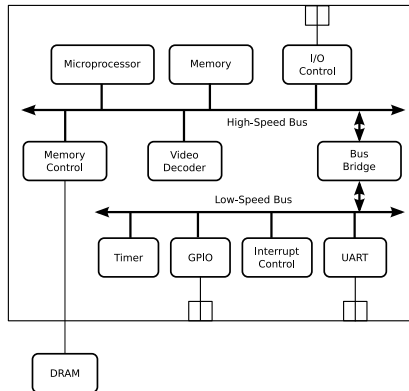 Microprocessor
Memory
I/O
Control
High-Speed Bus
Memory
Control
Video
Decoder
Bus
Bridge
Low-Speed Bus
Timer
GPIO
Interrupt
Control
UART
DRAM